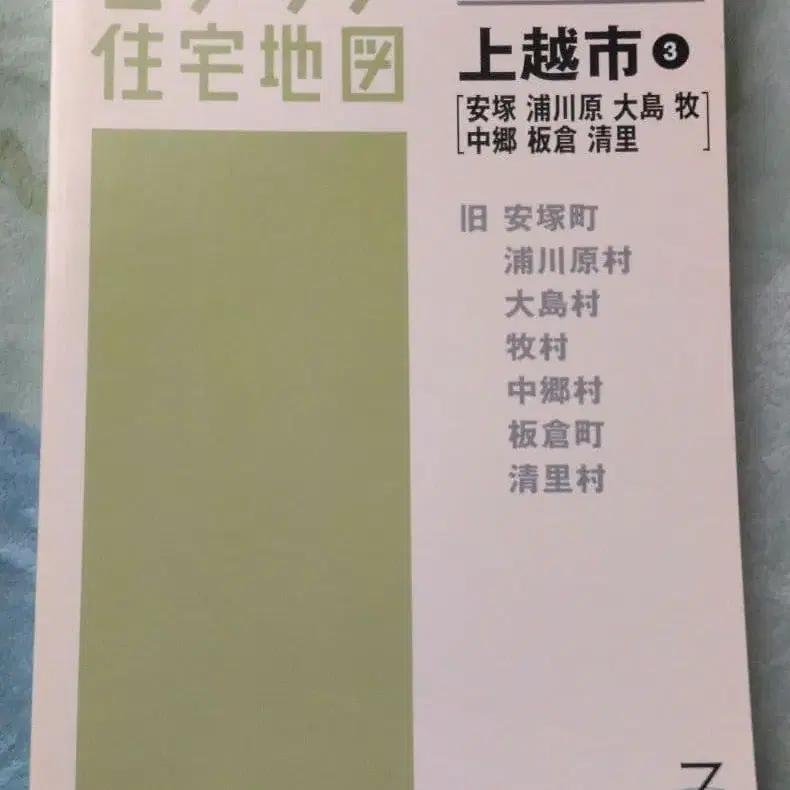 住宅地図
上越市 3
安塚 浦川原 大島 牧
中郷 板倉 清里
旧 安塚町
浦川原村
大島村
牧村
中郷村
板倉町
清里村